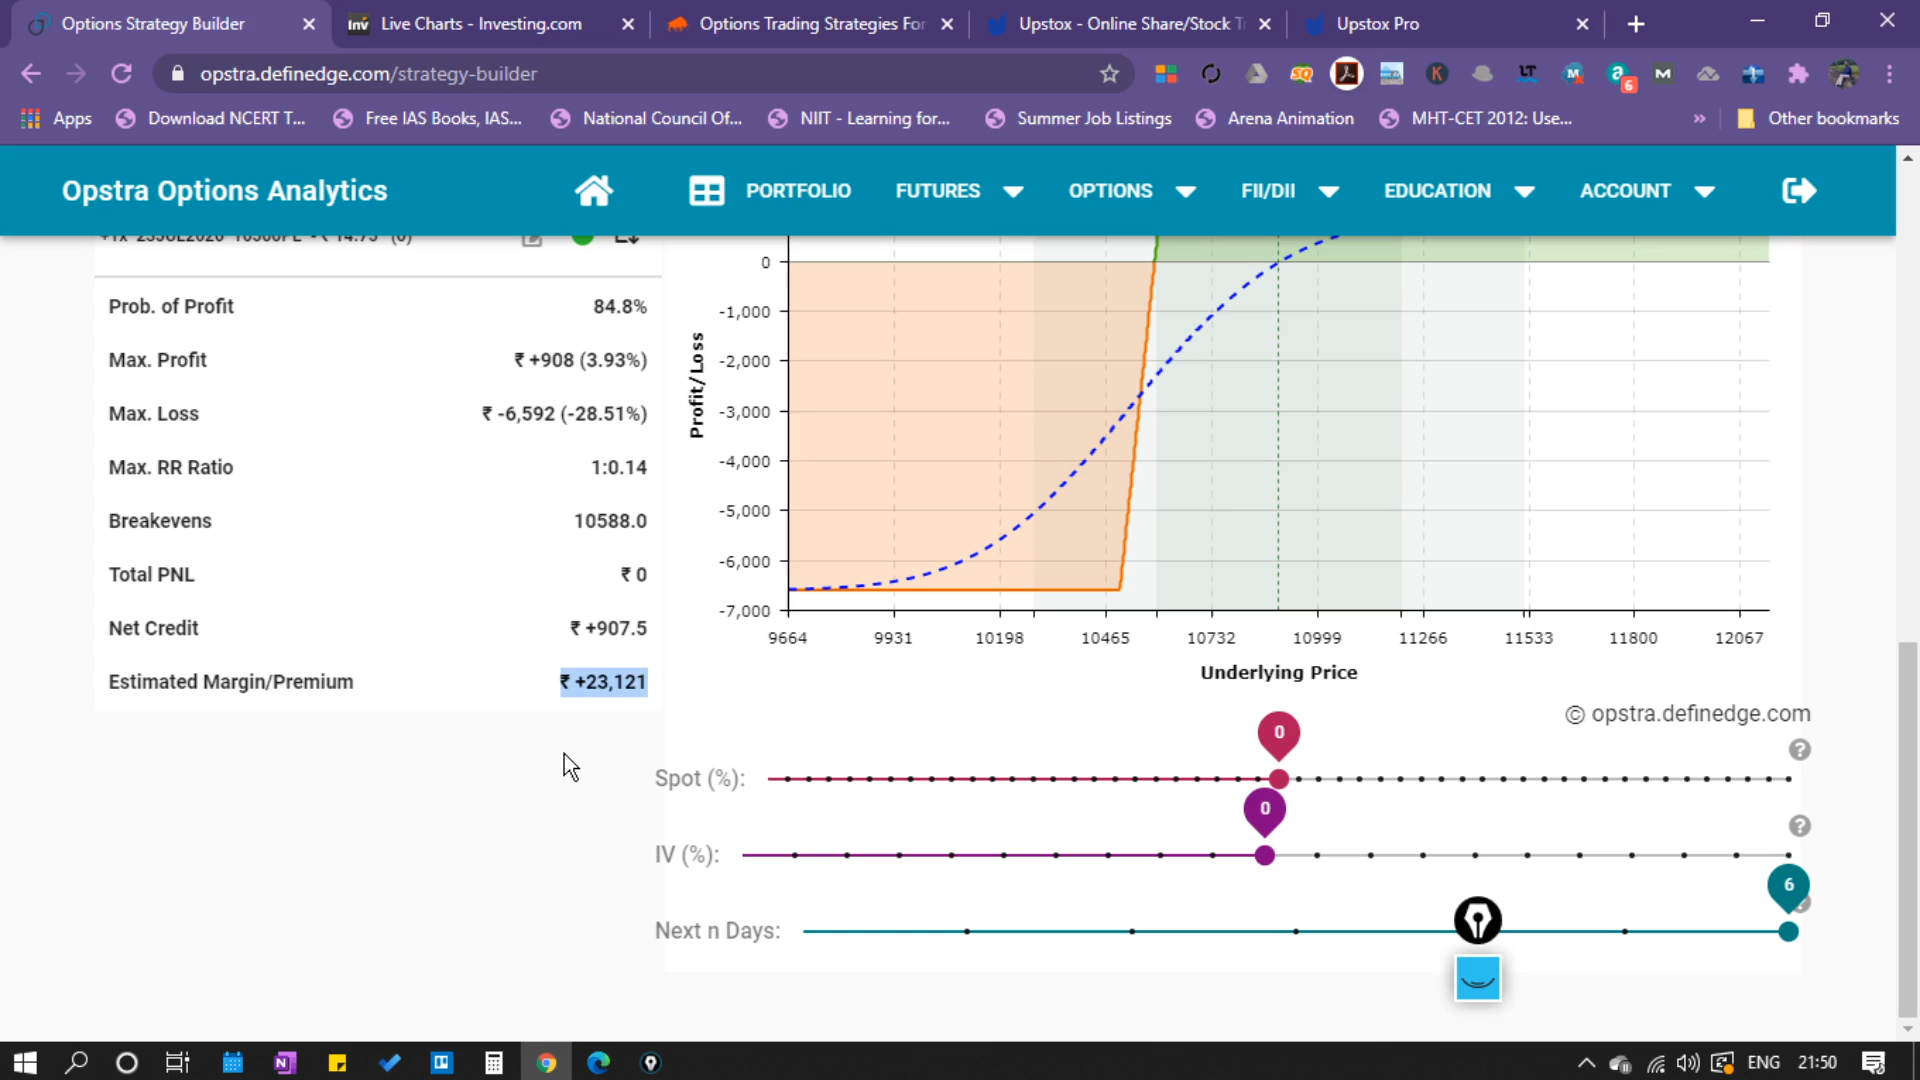 Options Strategy Builder
Live Charts - Investing.com
Options Trading Strategies For
Upstox - Online Share/Stock T
Upstox Pro
opstra.definedge.com/strategy-builder
Apps
Download NCERT T...
Free IAS Books, IAS...
National Council Of...
NIIT - Learning for...
Summer Job Listings
Arena Animation
MHT-CET 2012: Use...
»
Other bookmarks
Opstra Options Analytics
PORTFOLIO
FUTURES
OPTIONS
FII/DII
EDUCATION
ACCOUNT
Prob. of Profit 84.8%
Max. Profit ₹ +908 (3.93%)
Max. Loss ₹ -6,592 (-28.51%)
Max. RR Ratio 1:0.14
Breakevens 10588.0
Total PNL ₹ 0
Net Credit ₹ +907.5
Estimated Margin/Premium ₹ +23,121
Profit/Loss
0
-1,000
-2,000
-3,000
-4,000
-5,000
-6,000
-7,000
9664 9931 10198 10465 10732 10999 11266 11533 11800 12067
Underlying Price
© opstra.definedge.com
0
Spot (%):
0
IV (%):
6
Next n Days:
ENG 21:50